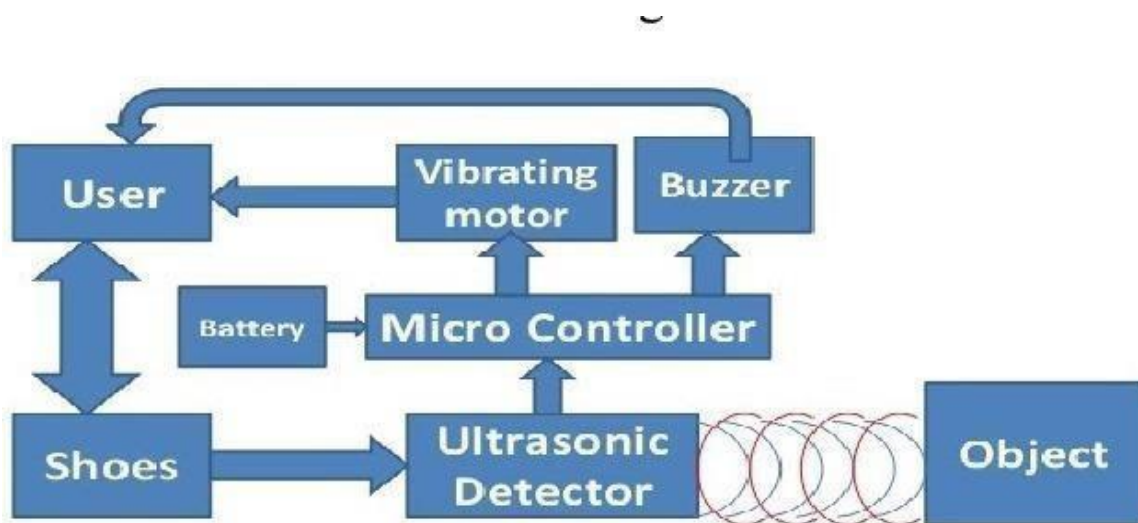 User
Vibrating
motor
Buzzer
Battery
Micro Controller
Shoes
Ultrasonic
Detector
Object